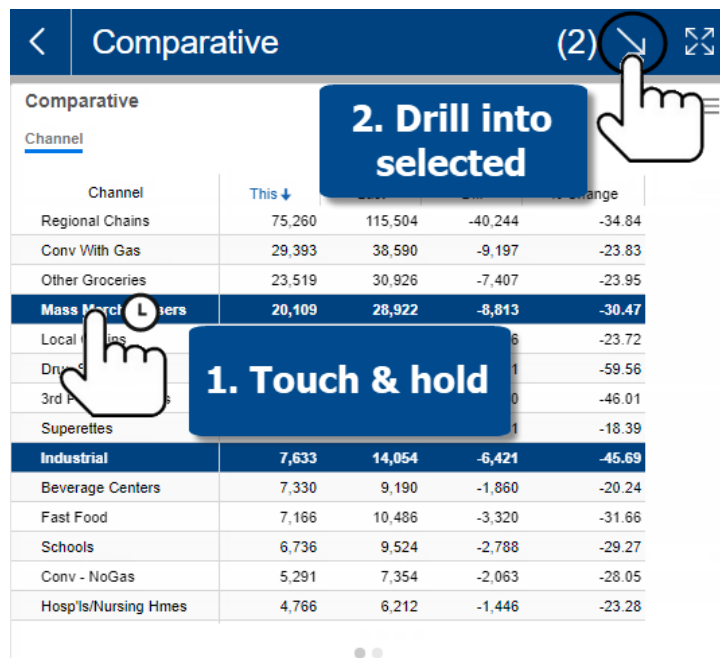 Comparative (2)
Comparative
Channel
2. Drill into
selected
Channel This
Regional Chains 75,260 115,504 -40,244 -34.84
Conv With Gas 29,393 38,590 -9,197 -23.83
Other Groceries 23,519 30,926 -7,407 -23.95
20,109 28,922 -8,813 -30.47
Local -23.72
-59.56
-46.01
1. Touch & hold
Superettes -18.39
Industrial 7,633 14,054 -6,421 -45.69
Beverage Centers 7,330 9,190 -1,860 -20.24
Fast Food 7,166 10,486 -3,320 -31.66
Schools 6,736 9,524 -2,788 -29.27
Conv - NoGas 5,291 7,354 -2,063 -28.05
Hosp'ls/Nursing Hmes 4,766 6,212 -1,446 -23.28